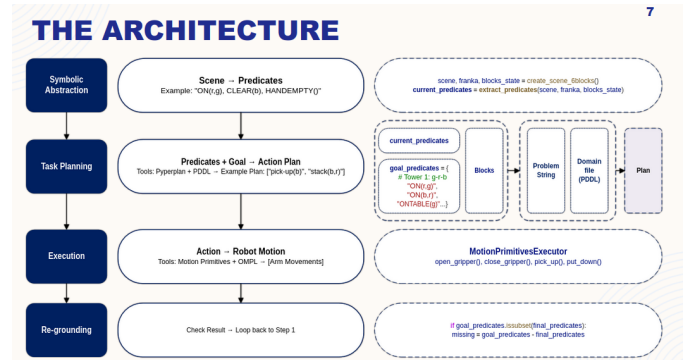 7
THE ARCHITECTURE
Symbolic
Abstraction
Scene → Predicates
Example: "ON(r,g), CLEAR(b), HANDEMPTY()"
scene, franka, blocks_state = create_scene_6blocks()
current_predicates = extract_predicates(scene, franka, blocks_state)
Task Planning
Predicates + Goal → Action Plan
Tools: Pyperplan + PDDL → Example Plan: ["pick-up(b)", "stack(b,r)"]
current_predicates
goal_predicates = {
# Tower 1: g-r-b
"ON(r,g)",
"ON(b,r)",
"ONTABLE(g)"...}
Blocks
Problem
String
Domain
file
(PDDL)
Plan
Execution
Action → Robot Motion
Tools: Motion Primitives + OMPL → [Arm Movements]
MotionPrimitivesExecutor
open_gripper(), close_gripper(), pick_up(), put_down()
Re-grounding
Check Result → Loop back to Step 1
if goal_predicates.issubset(final_predicates):
missing = goal_predicates - final_predicates